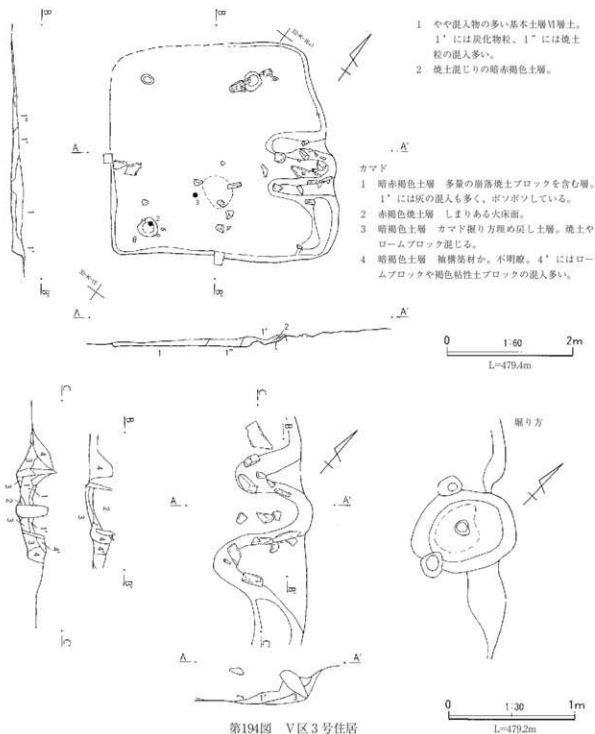 1 やや混入物の多い基本土層Ⅵ層土。
1'には炭化物粒、1"には焼土
粒の混入多い。
2 焼土混じりの暗赤褐色土層。
カマド
1 暗赤褐色土層 多量の崩落焼土ブロックを含む層。
1'には灰の混入も多く、ボソボソしている。
2 赤褐色焼土層 しまりある火床面。
3 暗褐色土層 カマド掘り方埋め戻し土層。焼土や
ロームブロック混じる。
4 暗褐色土層 袖構築材か。不明瞭。4'にはロー
ムブロックや褐色粘性土ブロックの混入多い。
B
B'
A
A'
3
2
A
A'
1
1"
1'
2
0 1:60 2m
L=479.4m
C
C'
B
B'
A
A'
掘り方
A
A'
0 1:30 1m
L=479.2m
第194図 Ⅴ区3号住居